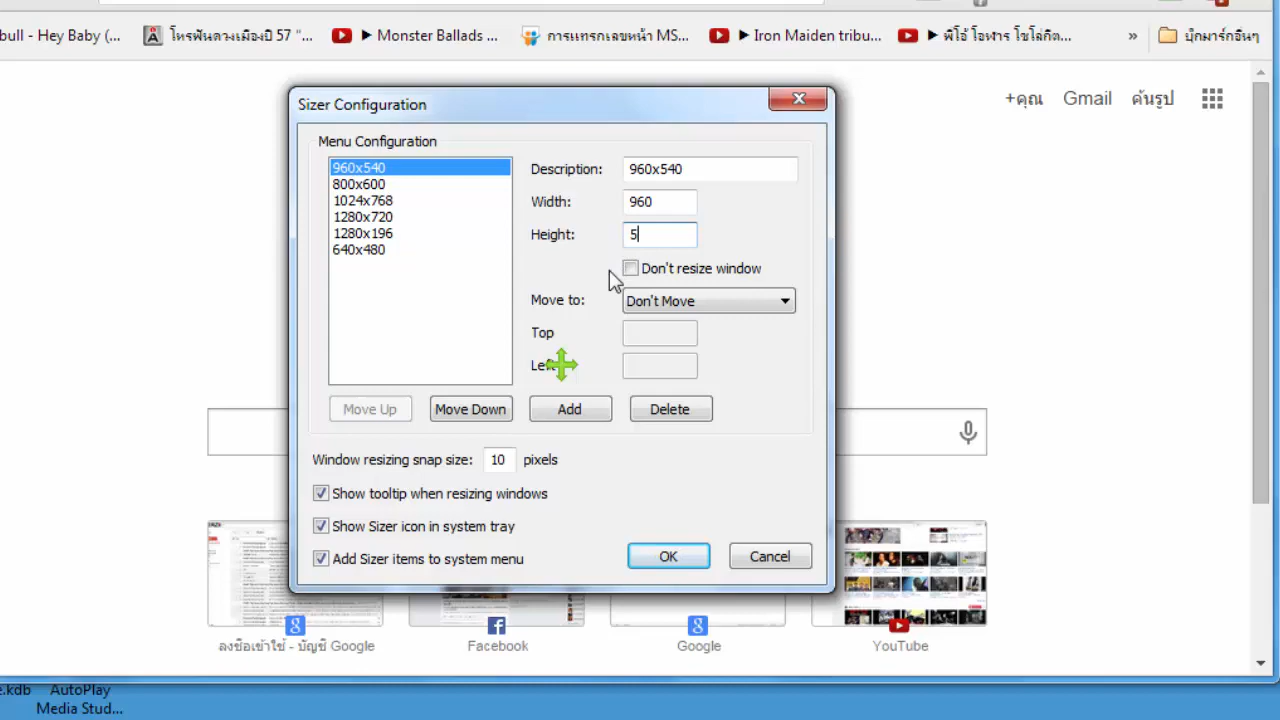 bull - Hey Baby (... โหรฟันดวงเมืองปี 57 "... ▶ Monster Ballads ... การแทรกเลขหน้า MS... ▶ Iron Maiden tribu... ▶ พี่โอ๋ โอฬาร โซโล่กีต... » บุ๊กมาร์กอื่นๆ
+คุณ Gmail ค้นรูป
Sizer Configuration
Menu Configuration
960x540
800x600
1024x768
1280x720
1280x196
640x480
Description: 960x540
Width: 960
Height: 5
Don't resize window
Move to: Don't Move
Top
Left
Move Up Move Down Add Delete
Window resizing snap size: 10 pixels
Show tooltip when resizing windows
Show Sizer icon in system tray
Add Sizer items to system menu
OK Cancel
ลงชื่อเข้าใช้ - บัญชี Google Facebook Google YouTube
e.kdb AutoPlay
Media Stud...